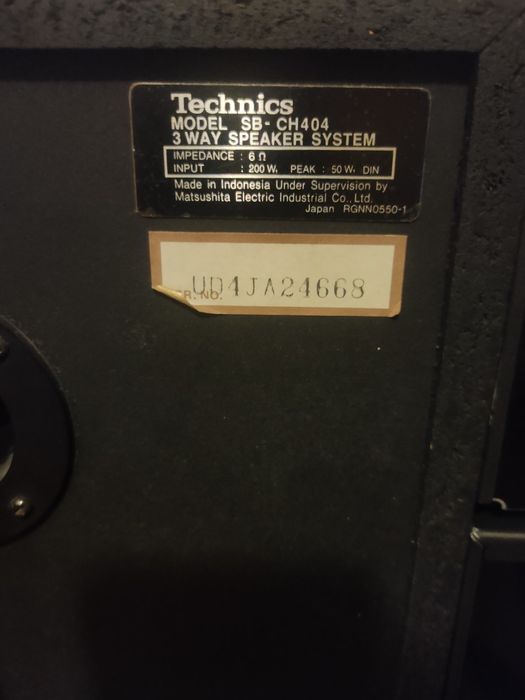 Technics
MODEL SB-CH404
3 WAY SPEAKER SYSTEM
IMPEDANCE : 6 Ω
INPUT : 200 W, PEAK : 50 W, DIN
Made in Indonesia Under Supervision by
Matsushita Electric Industrial Co., Ltd.
Japan RGNN0550-1
R. NO. UD4JA24668